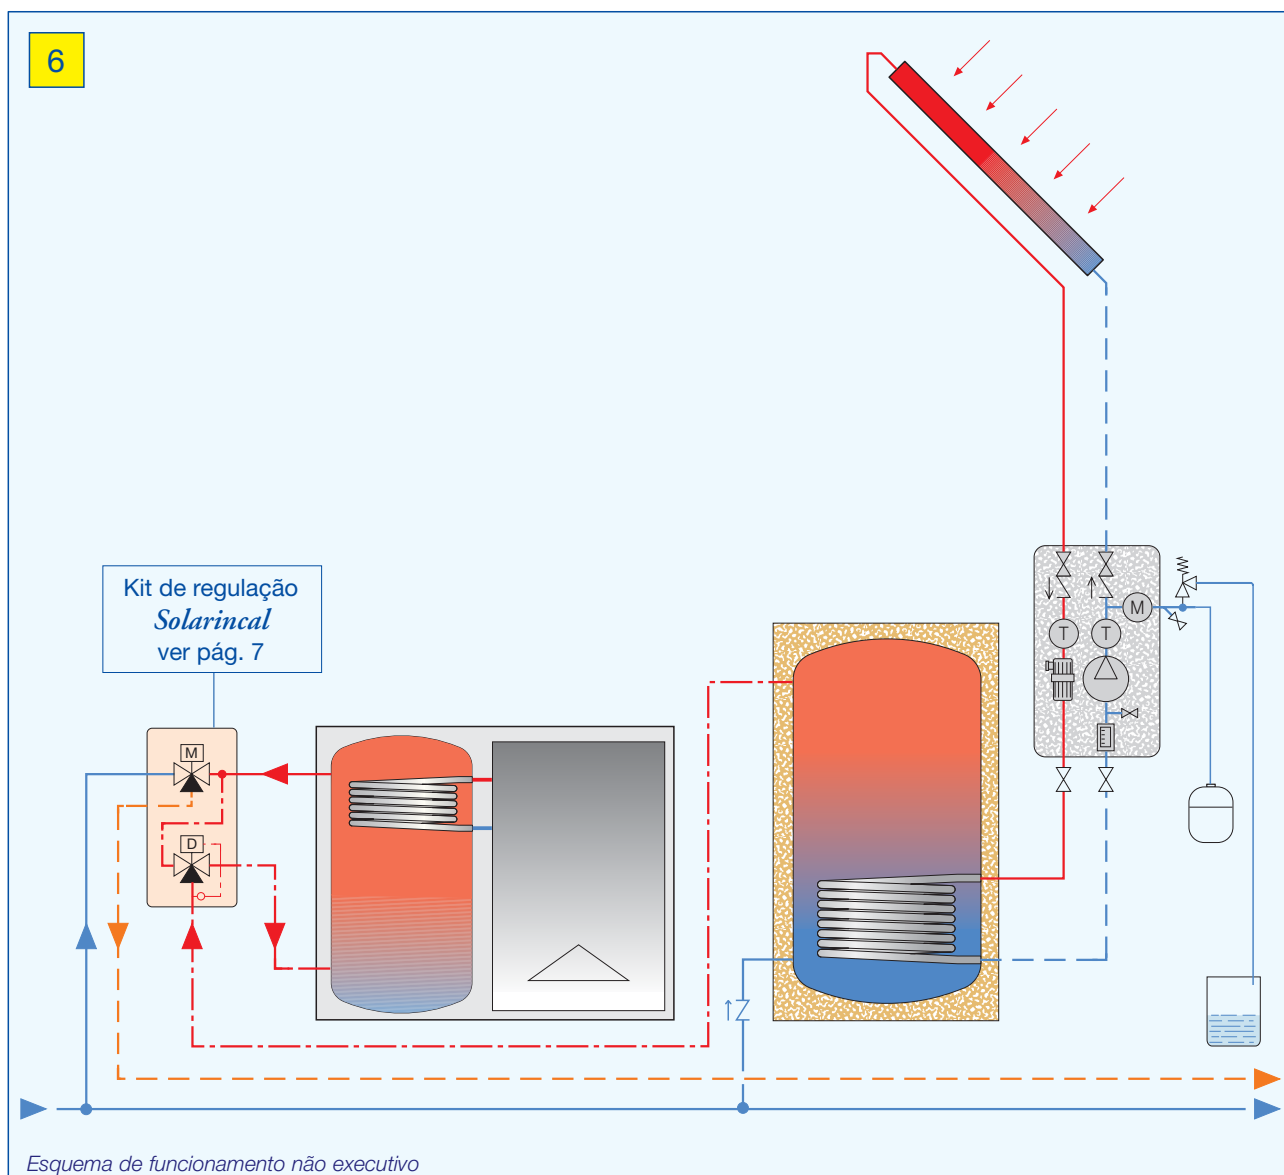 6
Kit de regulação
Solarincal
ver pág. 7
M
T
T
M
D
Esquema de funcionamento não executivo